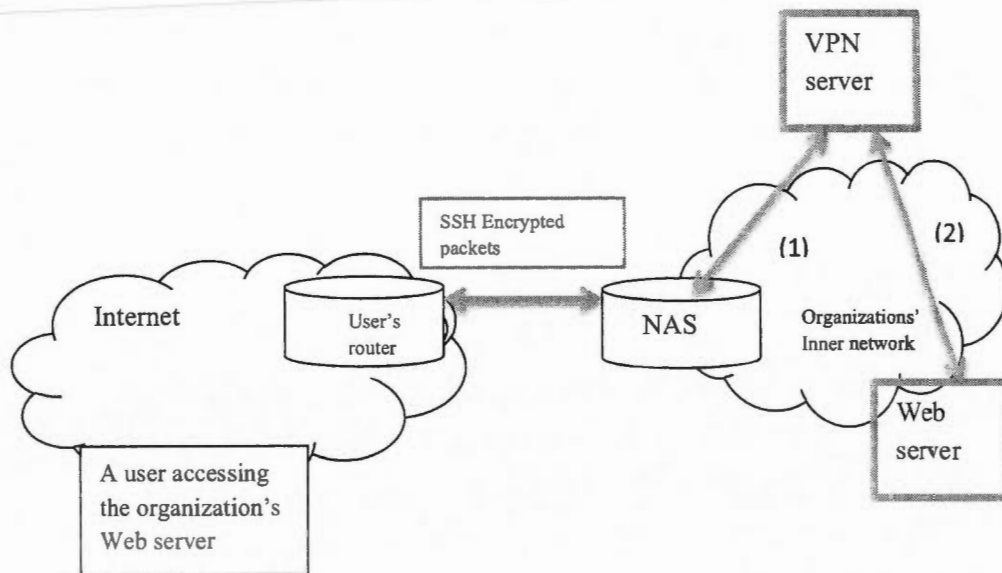 VPN
server
SSH Encrypted
packets
(1)
(2)
Internet
User's
router
NAS
Organizations'
Inner network
Web
server
A user accessing
the organization's
Web server